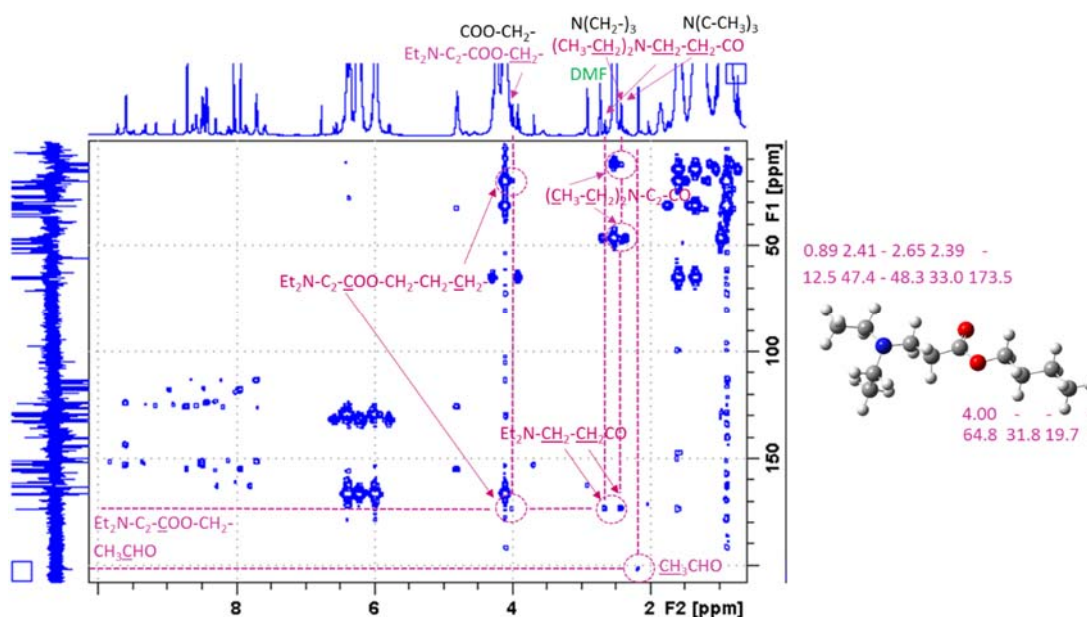 COO-CH₂- N(CH₂-)₃ N(C-CH₃)₃
Et₂N-C₂-COO-CH₂- (CH₃-CH₂)₂N-CH₂-CH₂-CO
DMF
F1 [ppm]
(CH₃-CH₂)₂N-C₂-CO
50
0.89 2.41 - 2.65 2.39 -
Et₂N-C₂-COO-CH₂-CH₂-CH₂-
12.5 47.4 - 48.3 33.0 173.5
100
4.00 - -
Et₂N-CH₂-CH₂CO
64.8 31.8 19.7
150
Et₂N-C₂-COO-CH₂-
CH₃CHO
CH₃CHO
8 6 4 2 F2 [ppm]